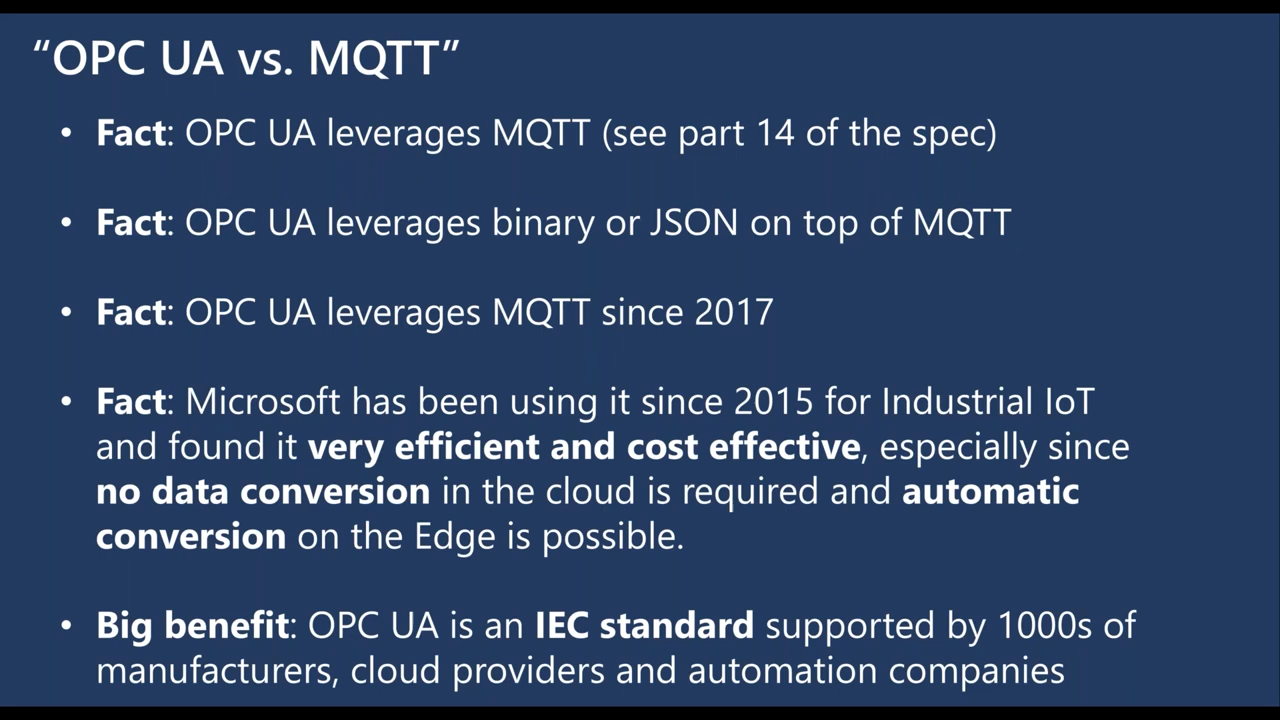 “OPC UA vs. MQTT”
• Fact: OPC UA leverages MQTT (see part 14 of the spec)
• Fact: OPC UA leverages binary or JSON on top of MQTT
• Fact: OPC UA leverages MQTT since 2017
• Fact: Microsoft has been using it since 2015 for Industrial IoT
and found it very efficient and cost effective, especially since
no data conversion in the cloud is required and automatic
conversion on the Edge is possible.
• Big benefit: OPC UA is an IEC standard supported by 1000s of
manufacturers, cloud providers and automation companies